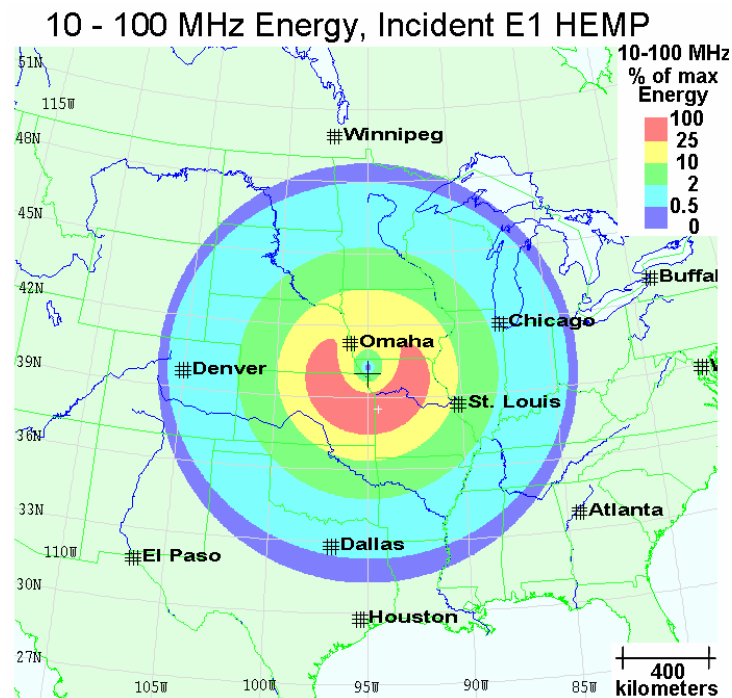 10 - 100 MHz Energy, Incident E1 HEMP
10-100 MHz
% of max
Energy
100
25
10
2
0.5
0
51N
115W
48N
Winnipeg
45N
Buffal
42N
Omaha
Chicago
39N
Denver
St. Louis
36N
33N
Atlanta
110W
El Paso
Dallas
30N
Houston
27N
105W
100W
95W
90W
85W
400
kilometers